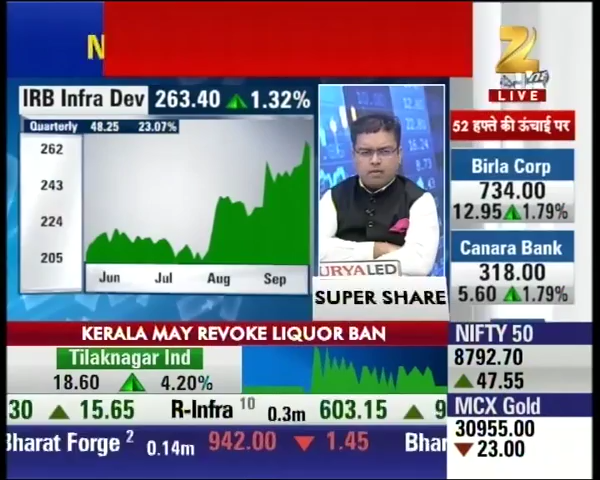 N
LIVE
IRB Infra Dev 263.40 1.32%
Quarterly 48.25 23.07%
262
243
224
205
Jun Jul Aug Sep
URYALED
SUPER SHARE
52 हफ्ते की ऊंचाई पर
Birla Corp
734.00
12.95 1.79%
Canara Bank
318.00
5.60 1.79%
KERALA MAY REVOKE LIQUOR BAN
Tilaknagar Ind
18.60 4.20%
NIFTY 50
8792.70
47.55
MCX Gold
30955.00
23.00
30 15.65 R-Infra 10 0.3m 603.15 9
Bharat Forge 2 0.14m 942.00 1.45 Bhar